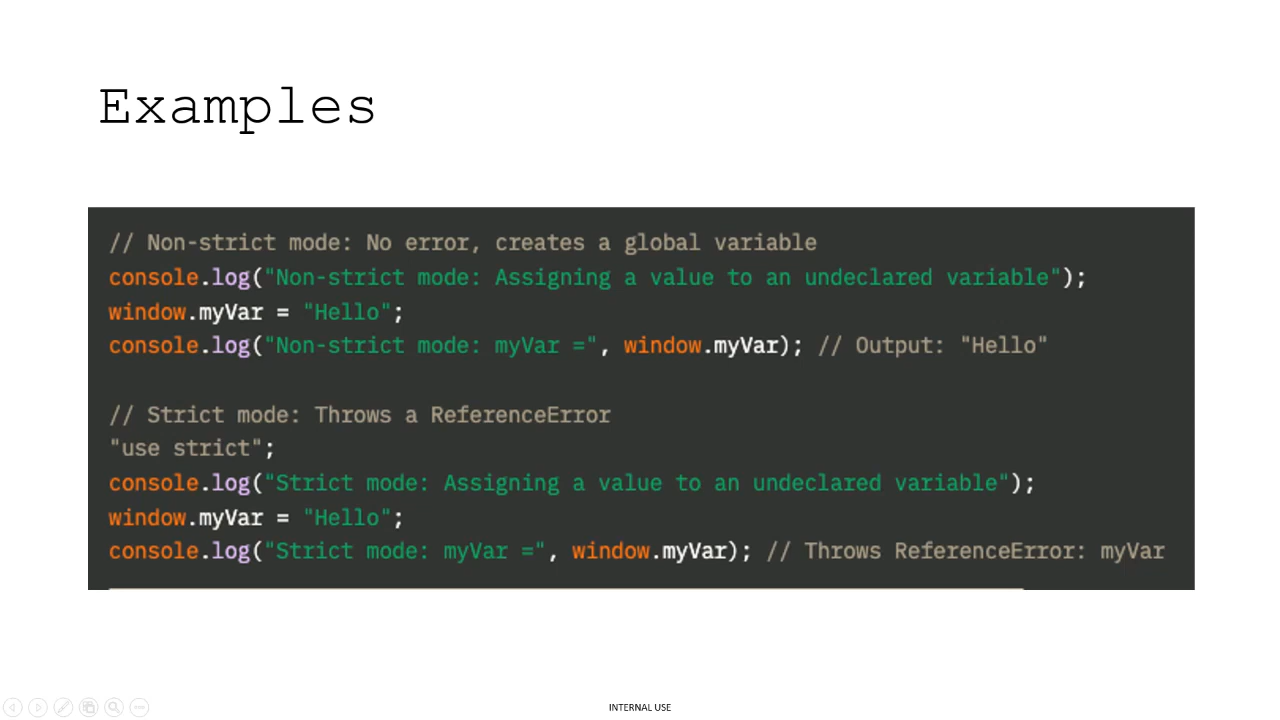 Examples
// Non-strict mode: No error, creates a global variable
console.log("Non-strict mode: Assigning a value to an undeclared variable");
window.myVar = "Hello";
console.log("Non-strict mode: myVar =", window.myVar); // Output: "Hello"
// Strict mode: Throws a ReferenceError
"use strict";
console.log("Strict mode: Assigning a value to an undeclared variable");
window.myVar = "Hello";
console.log("Strict mode: myVar =", window.myVar); // Throws ReferenceError: myVar
INTERNAL USE